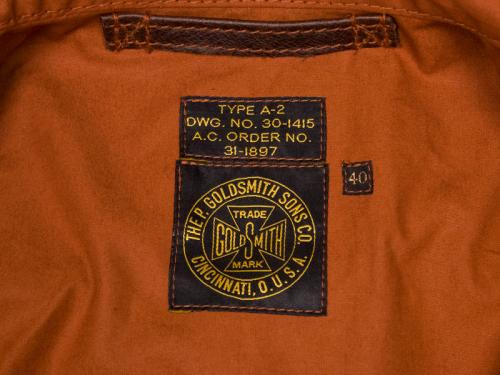 TYPE A-2
DWG. NO. 30-1415
A.C. ORDER NO.
31-1897
40
THE P. GOLDSMITH SONS CO.
TRADE
GOLDSMITH
MARK
CINCINNATI, O. U.S.A.